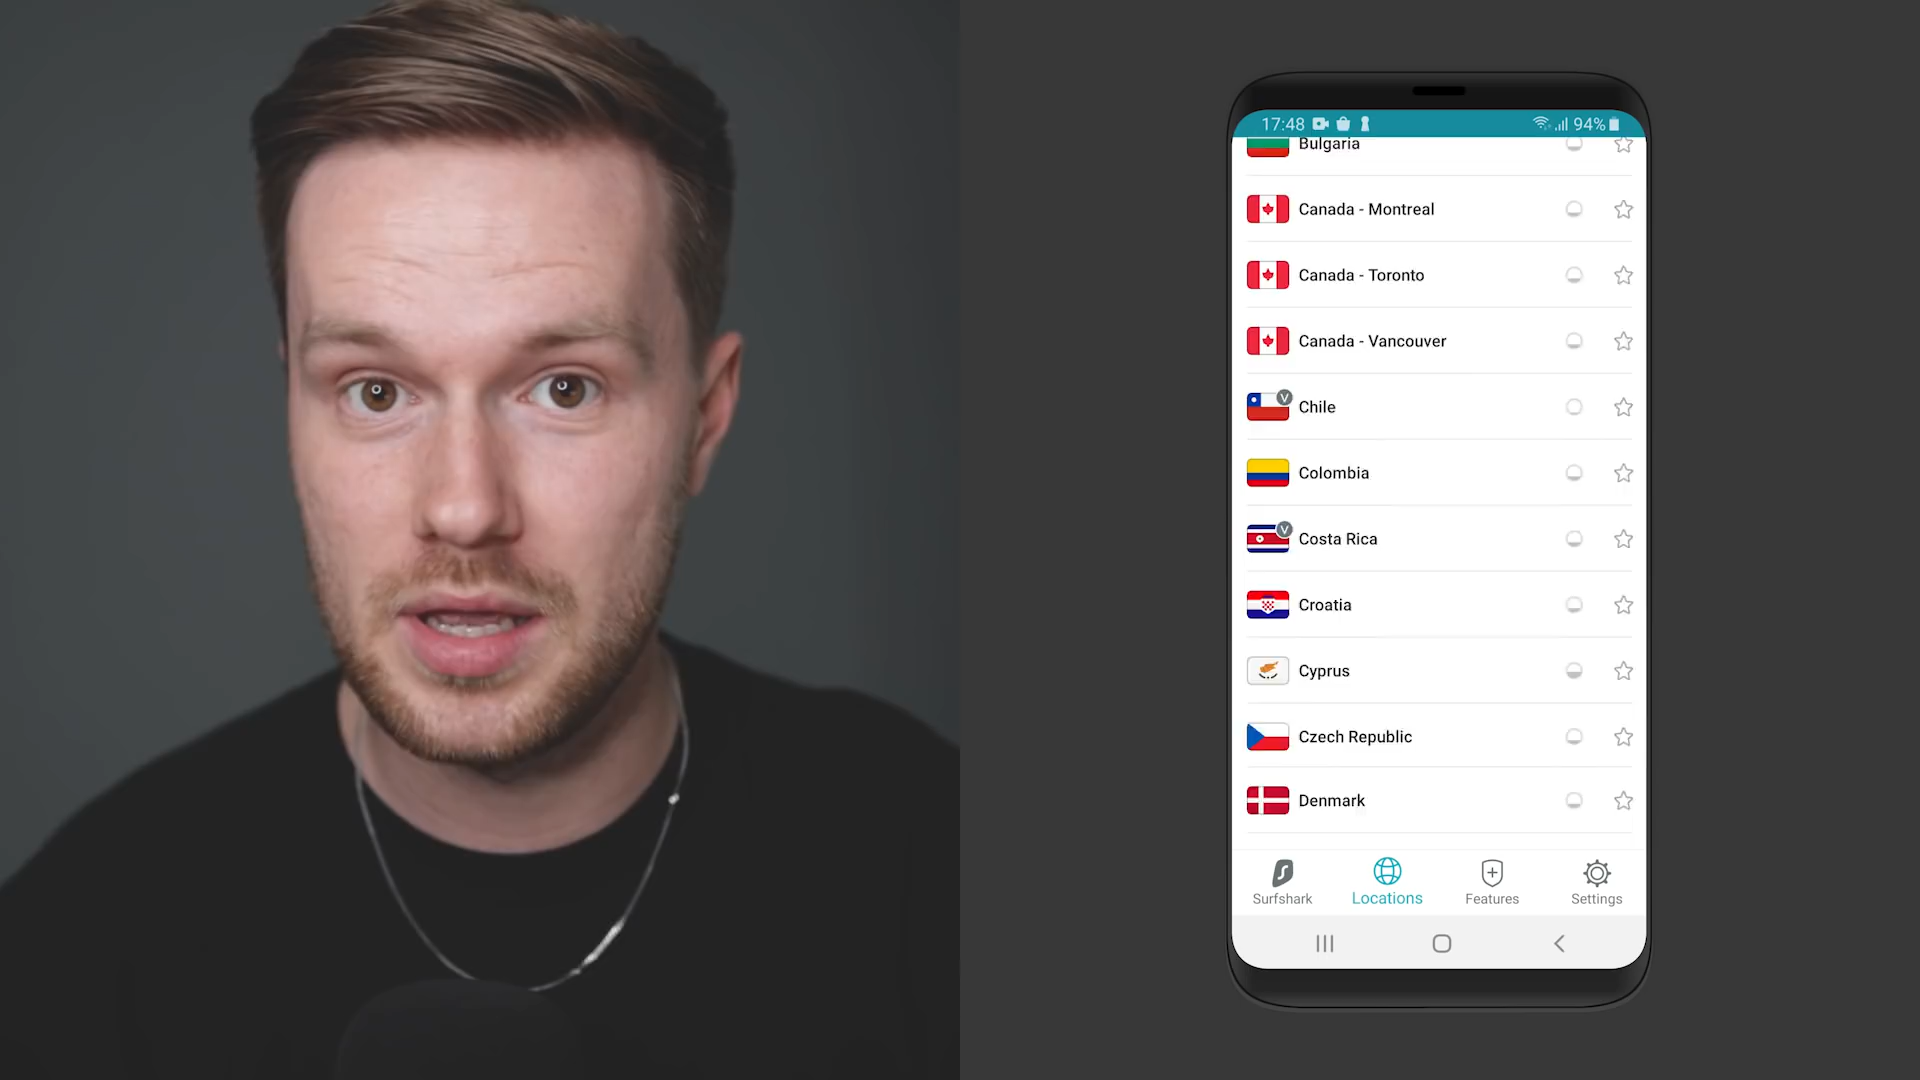 17:48
94%
Bulgaria
Canada - Montreal
Canada - Toronto
Canada - Vancouver
V
Chile
Colombia
V
Costa Rica
Croatia
Cyprus
Czech Republic
Denmark
Surfshark
Locations
Features
Settings